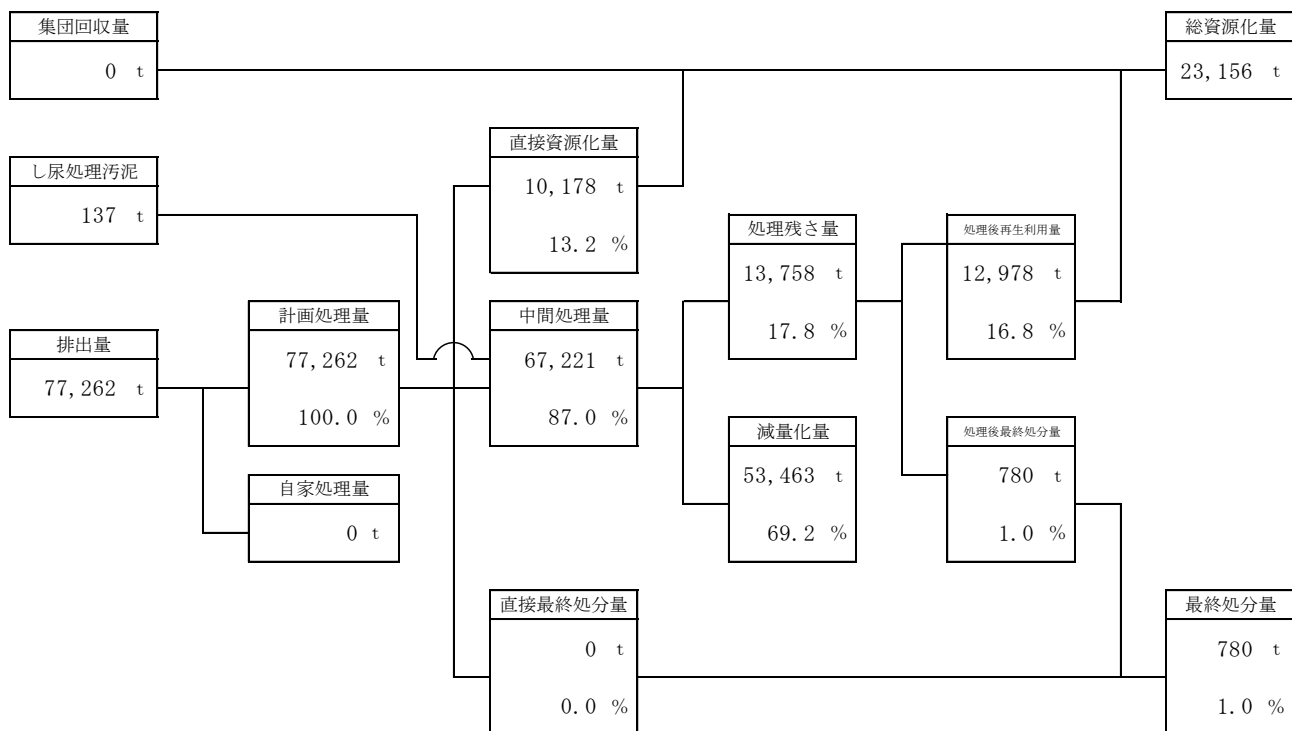 集団回収量
0 t
総資源化量
23,156 t
直接資源化量
10,178 t
13.2 %
し尿処理汚泥
137 t
処理残さ量
13,758 t
17.8 %
処理後再生利用量
12,978 t
16.8 %
排出量
77,262 t
計画処理量
77,262 t
100.0 %
中間処理量
67,221 t
87.0 %
減量化量
53,463 t
69.2 %
処理後最終処分量
780 t
1.0 %
自家処理量
0 t
直接最終処分量
0 t
0.0 %
最終処分量
780 t
1.0 %